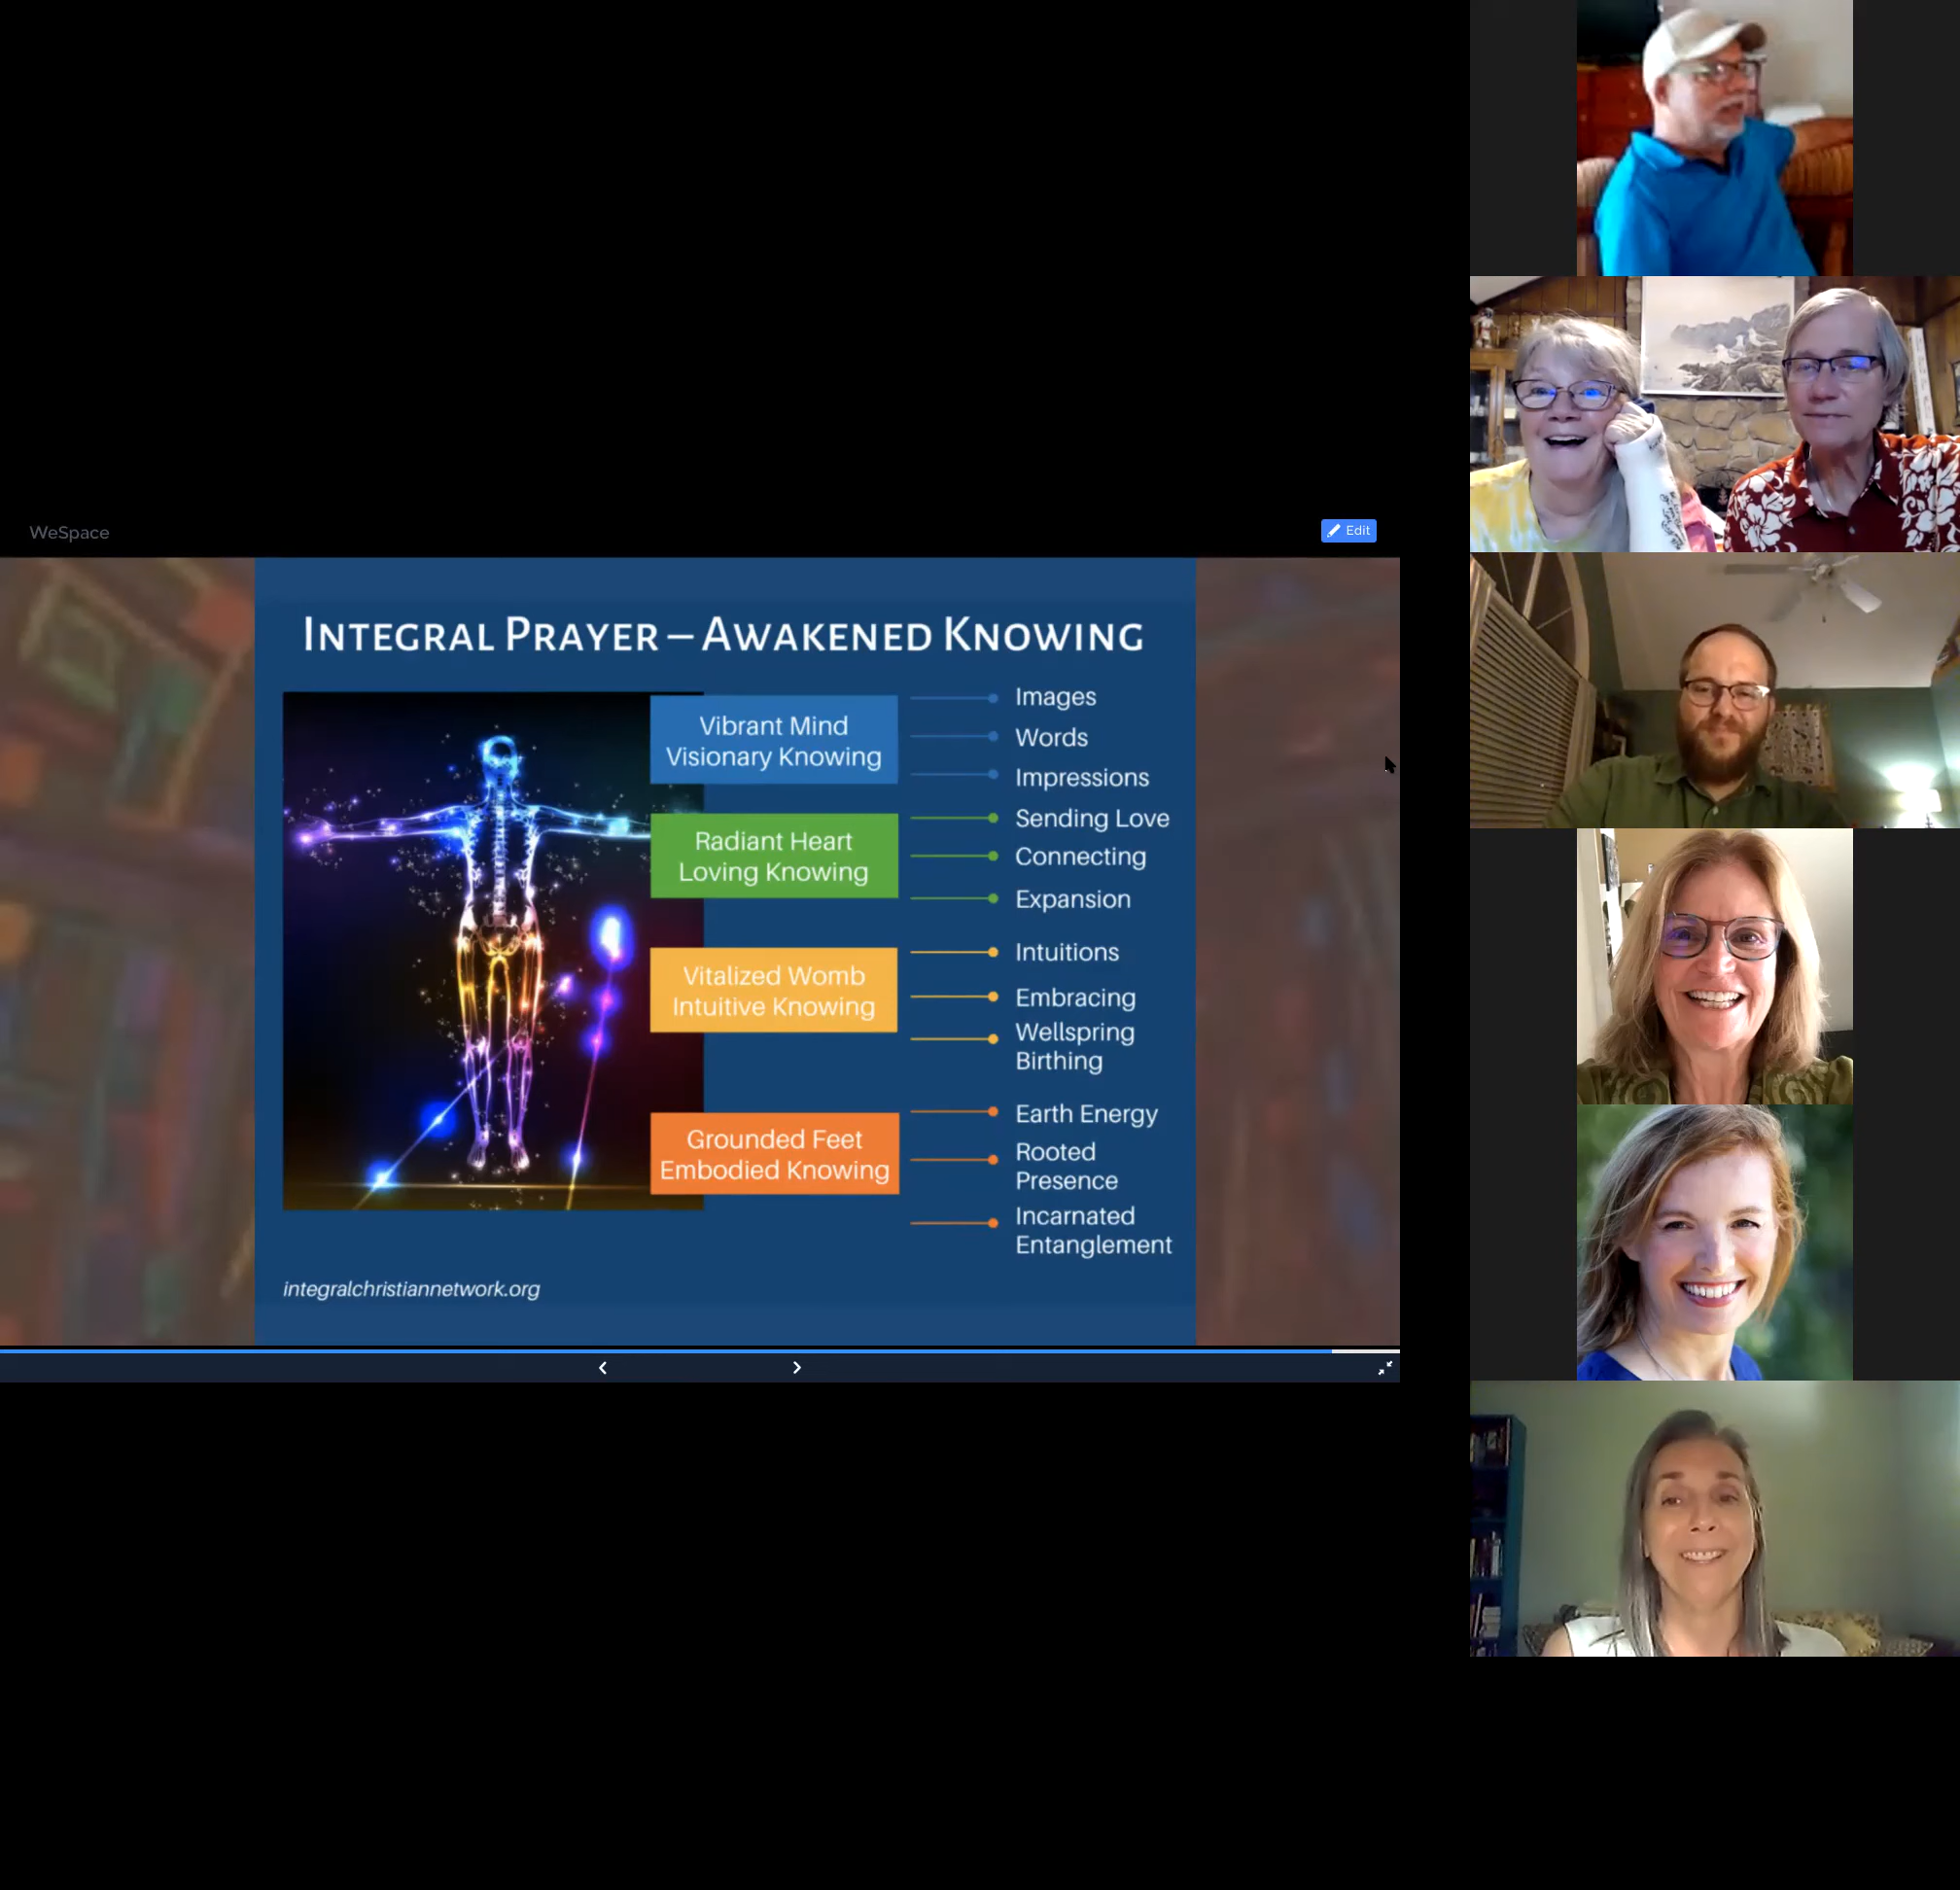 WeSpace
Edit
INTEGRAL PRAYER – AWAKENED KNOWING
Vibrant Mind
Visionary Knowing
Images
Words
Impressions
Radiant Heart
Loving Knowing
Sending Love
Connecting
Expansion
Vitalized Womb
Intuitive Knowing
Intuitions
Embracing
Wellspring
Birthing
Grounded Feet
Embodied Knowing
Earth Energy
Rooted
Presence
Incarnated
Entanglement
integralchristiannetwork.org